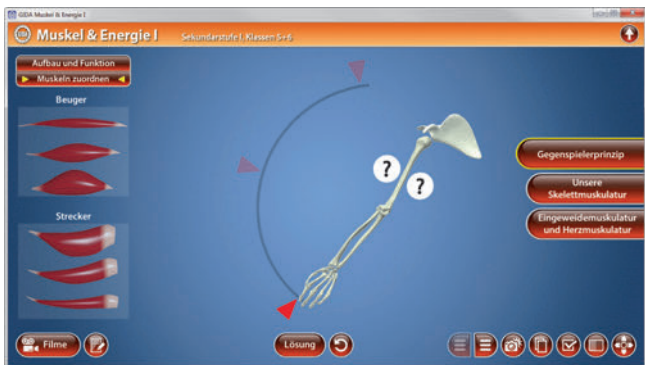 GIDA Muskel & Energie I
GIDA
Muskel & Energie I
Sekundarstufe I, Klassen 5+6
Aufbau und Funktion
Muskeln zuordnen
Beuger
Strecker
?
?
Gegenspielerprinzip
Unsere
Skelettmuskulatur
Eingeweidemuskulatur
und Herzmuskulatur
Filme
Lösung